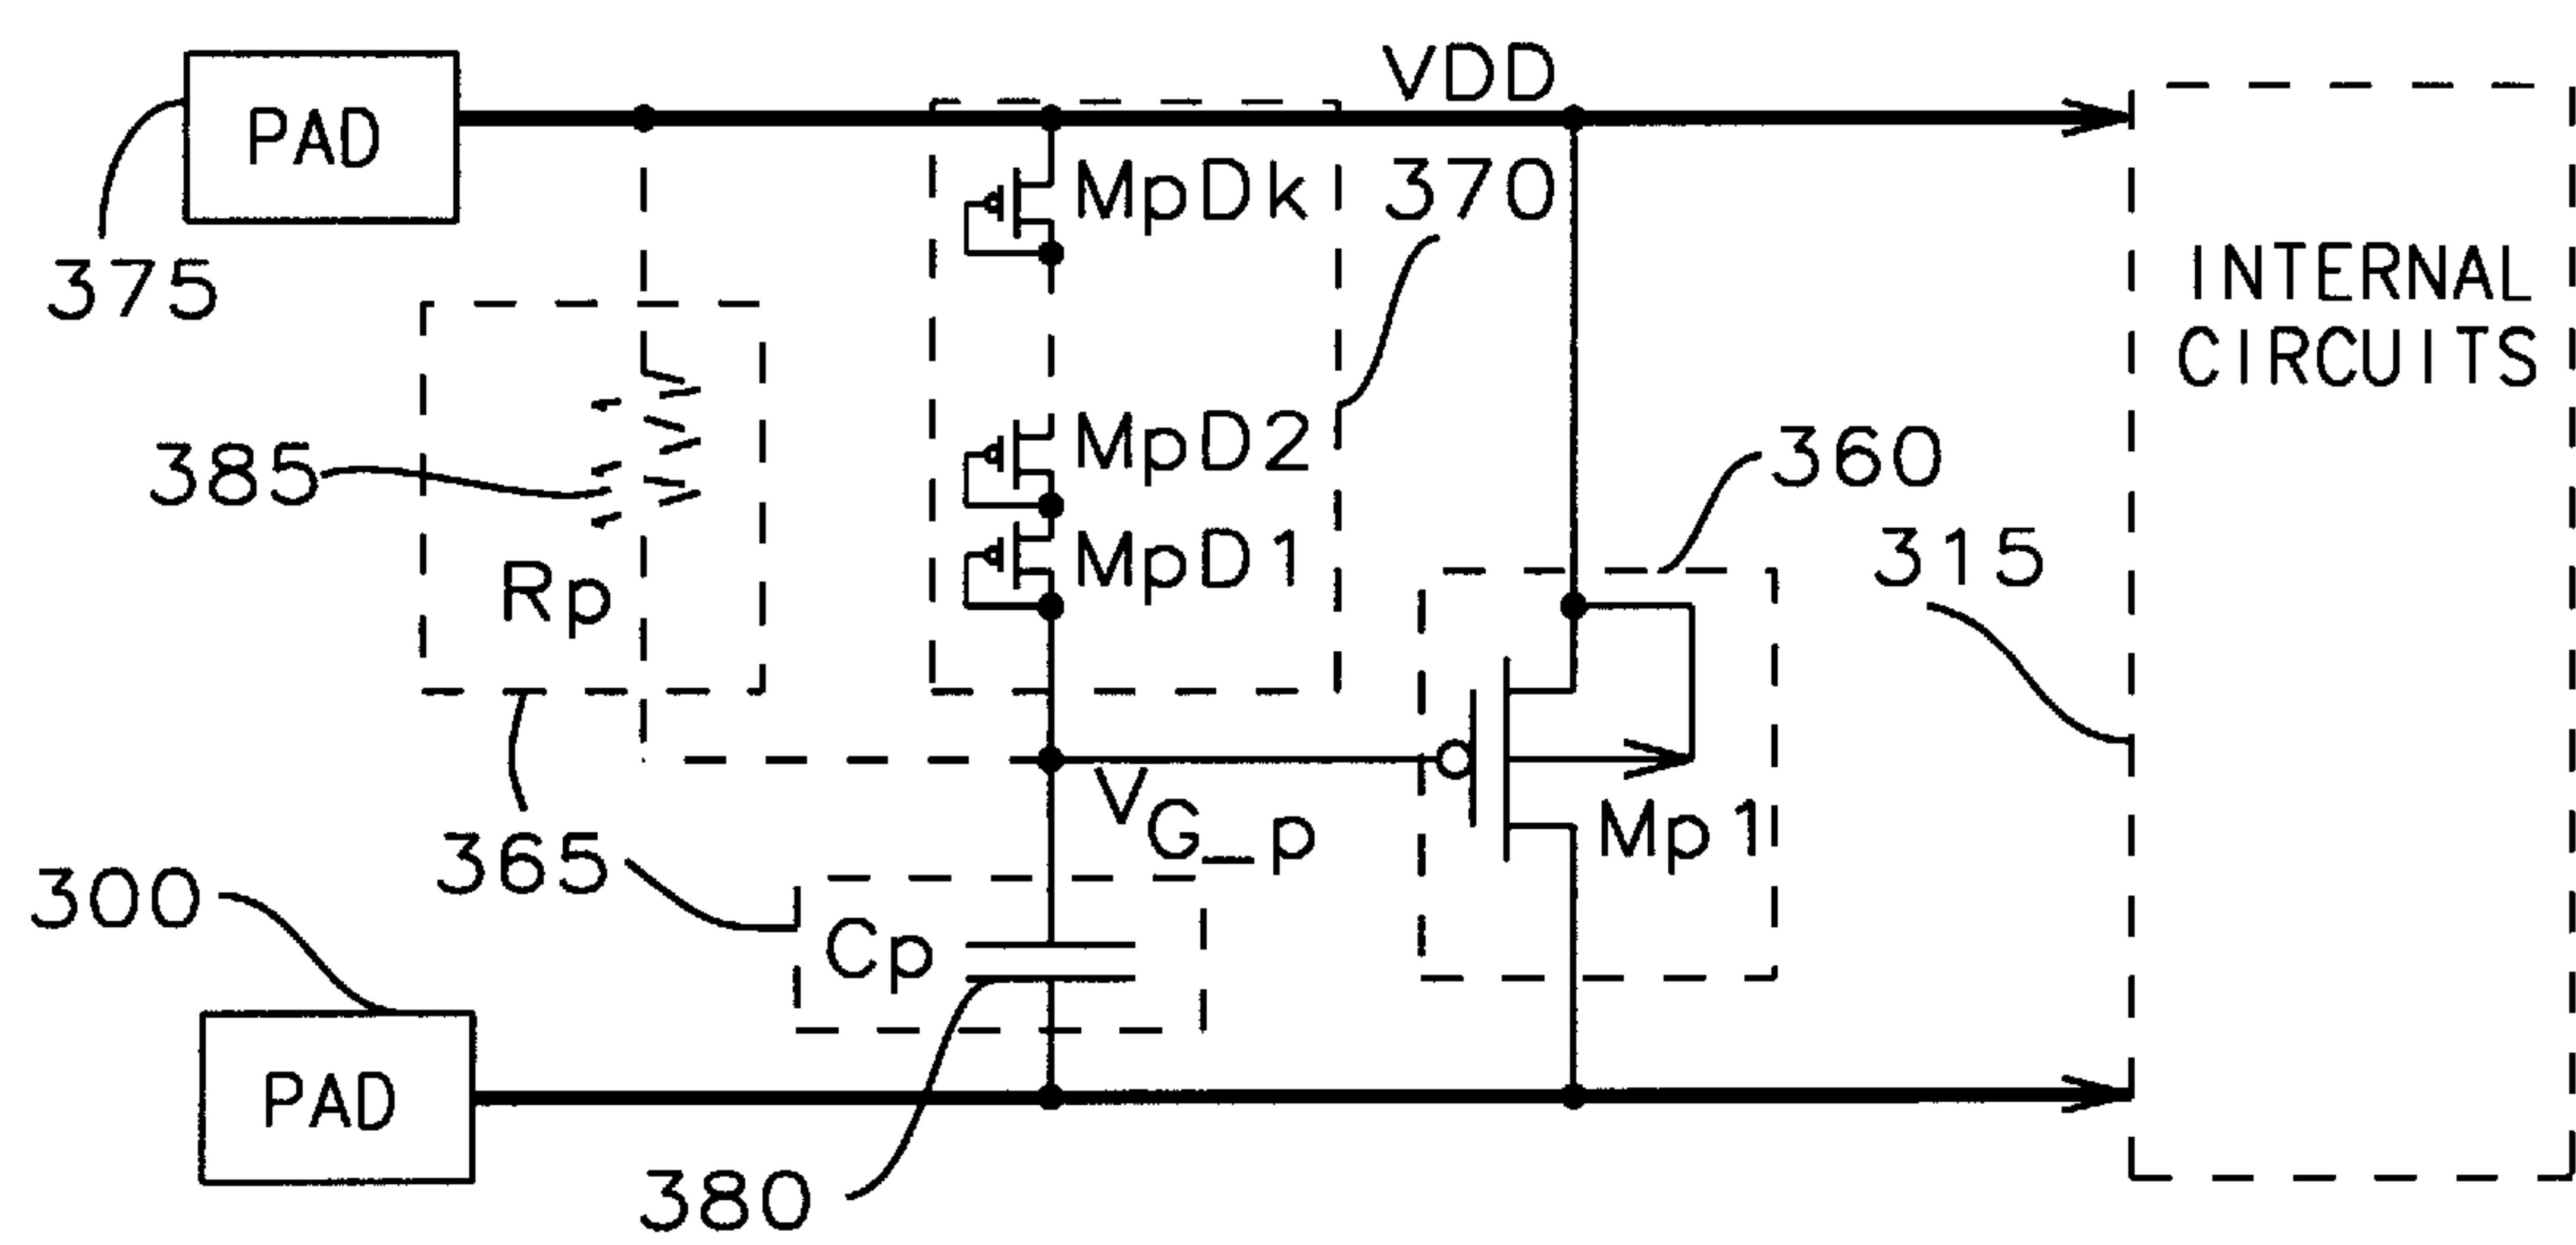 VDD
PAD
MpDk
370
375
INTERNAL
CIRCUITS
MpD2
385
360
MpD1
315
Rp
VG_p
Mp1
365
300
Cp
PAD
380